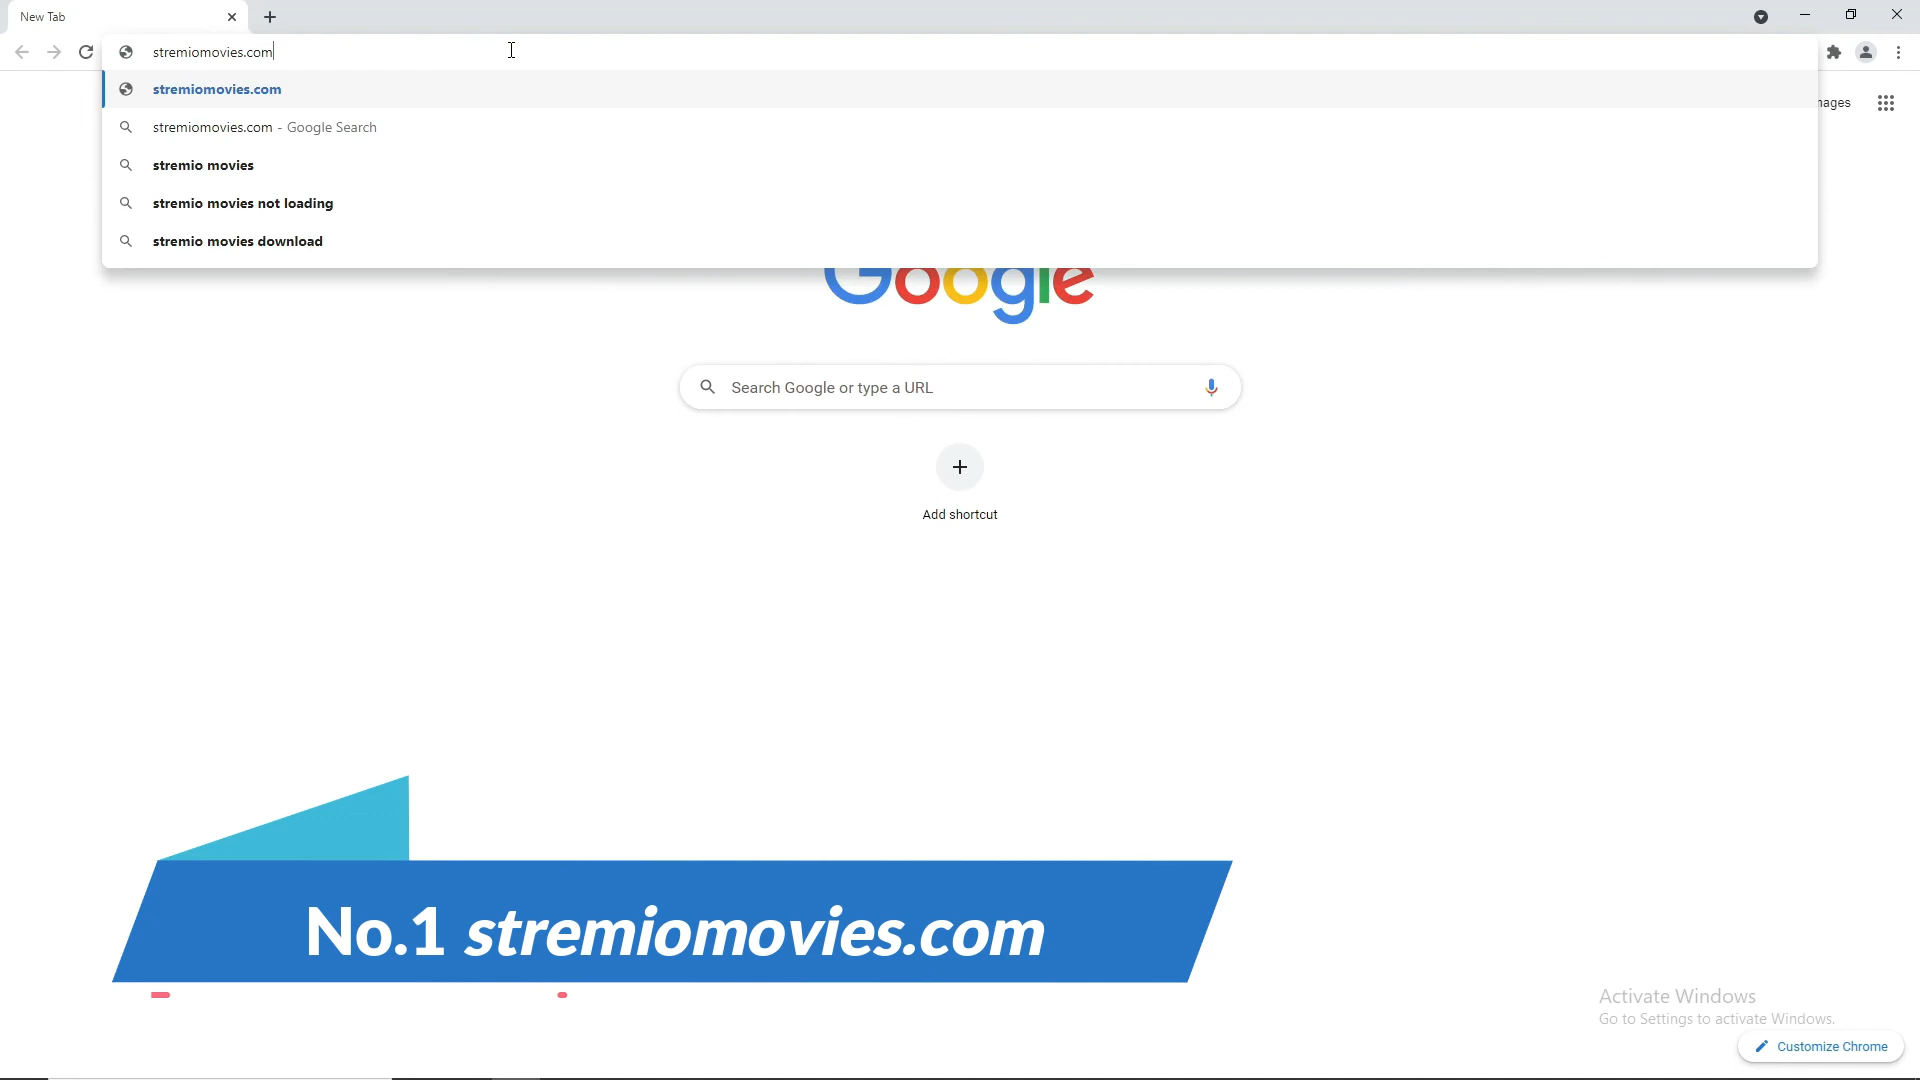 New Tab
stremiomovies.com
stremiomovies.com
stremiomovies.com - Google Search
stremio movies
stremio movies not loading
stremio movies download
Google
Search Google or type a URL
Add shortcut
No.1 stremiomovies.com
Activate Windows
Go to Settings to activate Windows.
Customize Chrome